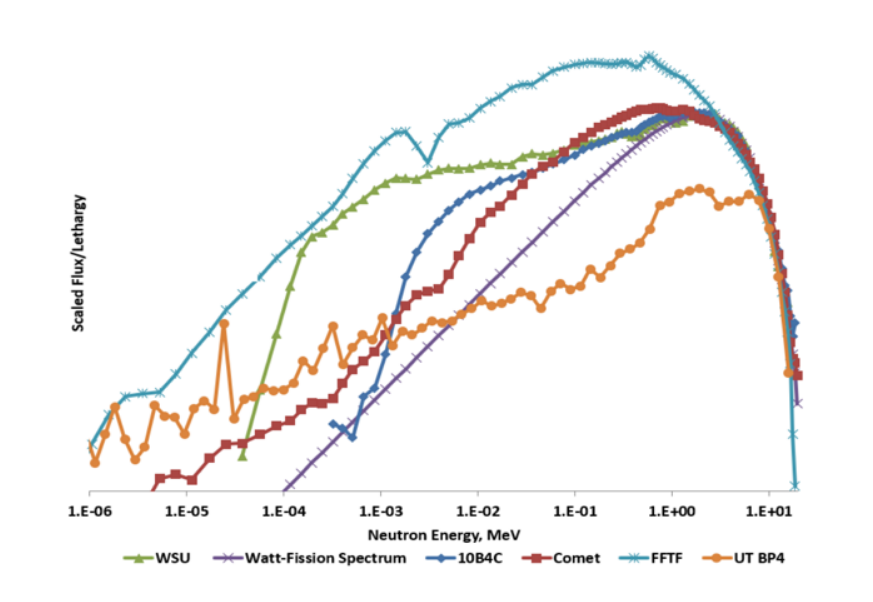 Scaled Flux/Lethargy
1.E-06 1.E-05 1.E-04 1.E-03 1.E-02 1.E-01 1.E+00 1.E+01
Neutron Energy, MeV
WSU Watt-Fission Spectrum 10B4C Comet FFTF UT BP4